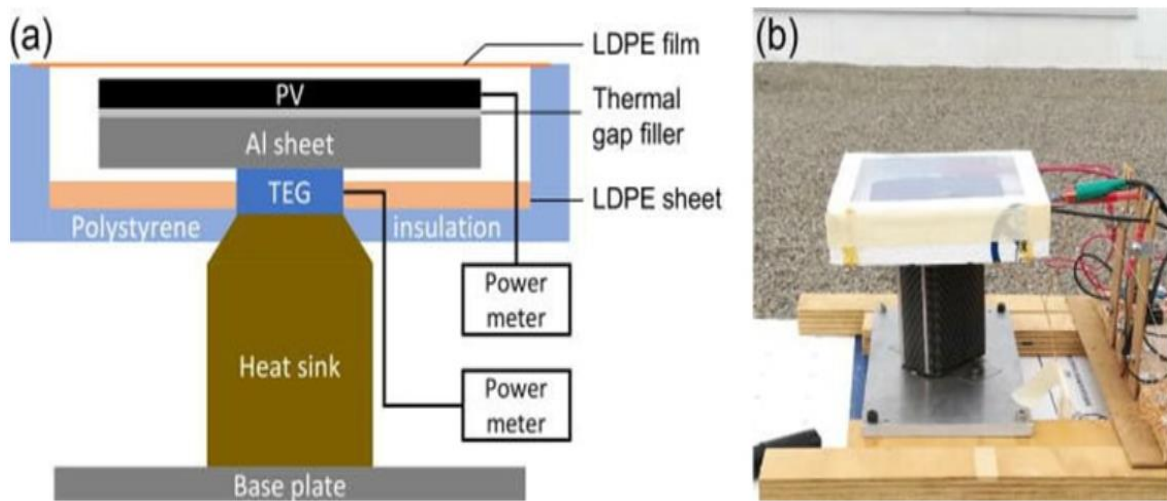 (a)
LDPE film
PV
Thermal
gap filler
Al sheet
TEG
LDPE sheet
Polystyrene insulation
Power
meter
Heat sink
Power
meter
Base plate
(b)